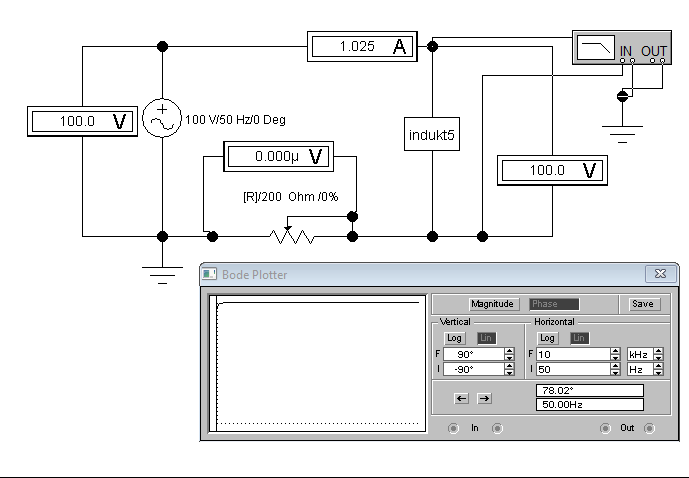 1.025 A
IN OUT
100.0 V
100 V/50 Hz/0 Deg
indukt5
0.000µ V
100.0 V
[R]/200 Ohm /0%
Bode Plotter
Magnitude Phase Save
Vertical Horizontal
Log Lin Log Lin
F 90° F 10 kHz
I -90° I 50 Hz
78.02°
50.00Hz
In Out